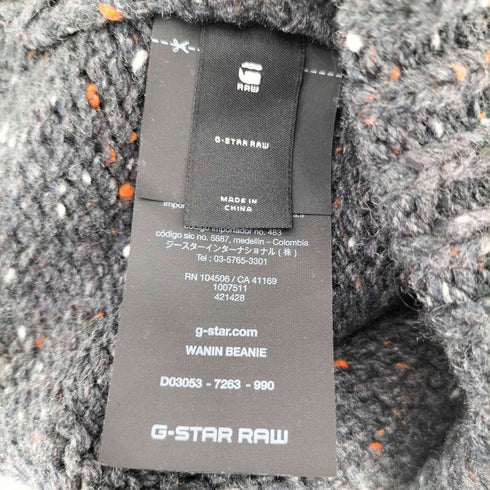 RAW
G-STAR RAW
MADE IN
CHINA
código importador no. 483
código sic no. 5887, medellin – Colombia
ジースターインターナショナル (株)
Tel : 03-5765-3301
RN 104506 / CA 41169
1007511
421428
g-star.com
WANIN BEANIE
D03053 - 7263 - 990
G-STAR RAW